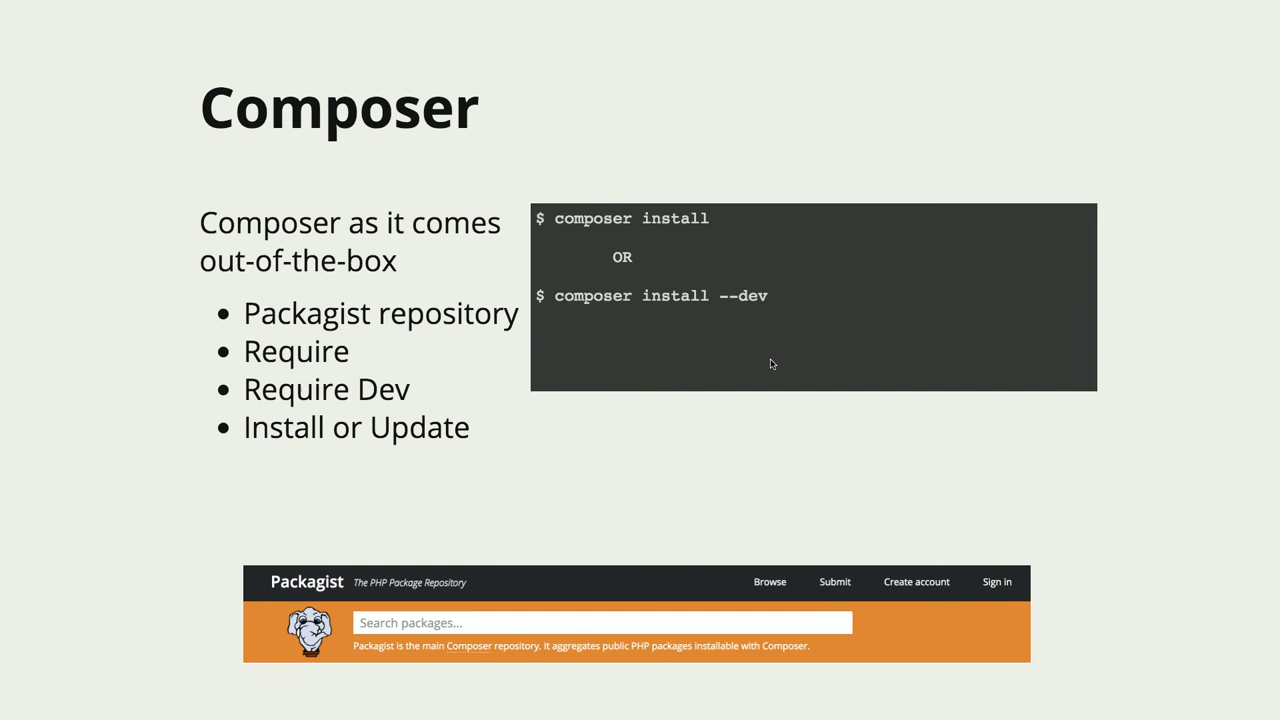 Composer
Composer as it comes
out-of-the-box
• Packagist repository
• Require
• Require Dev
• Install or Update
$ composer install
OR
$ composer install --dev
Packagist The PHP Package Repository Browse Submit Create account Sign in
Search packages...
Packagist is the main Composer repository. It aggregates public PHP packages installable with Composer.